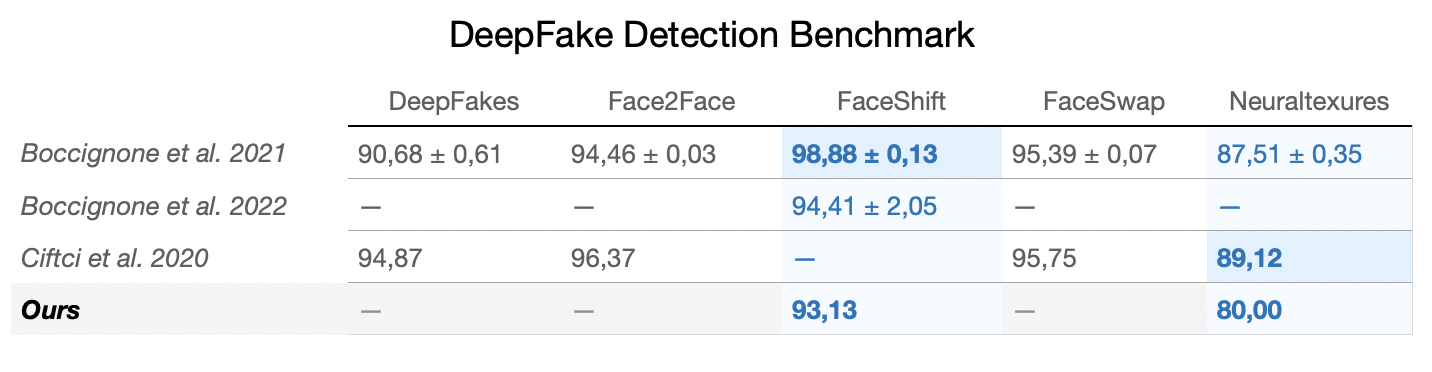 DeepFake Detection Benchmark
DeepFakes Face2Face FaceShift FaceSwap Neuraltexures
Boccignone et al. 2021 90,68 ± 0,61 94,46 ± 0,03 98,88 ± 0,13 95,39 ± 0,07 87,51 ± 0,35
Boccignone et al. 2022 — — 94,41 ± 2,05 — —
Ciftci et al. 2020 94,87 96,37 — 95,75 89,12
Ours — — 93,13 — 80,00